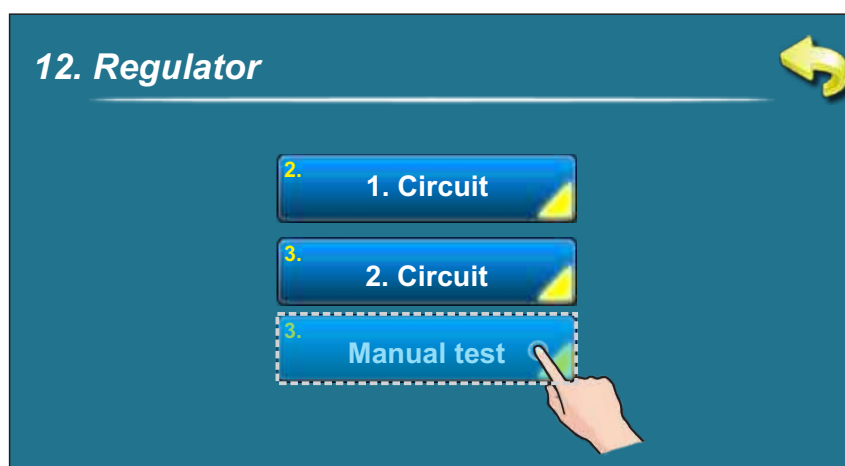 12. Regulator
2.
1. Circuit
3.
2. Circuit
3.
Manual test